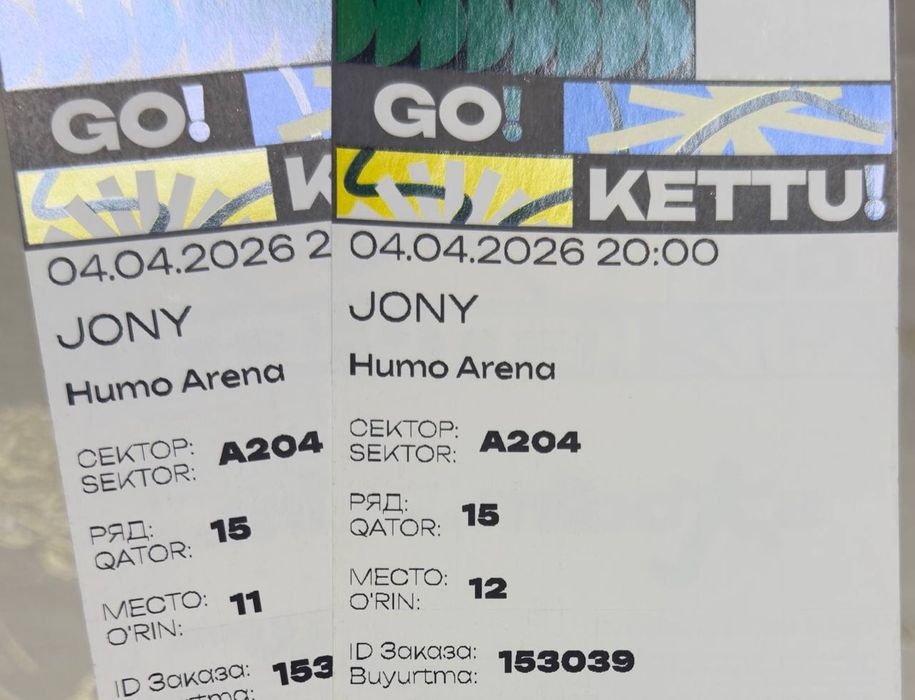 GO!
K
04.04.2026 2
JONY
Humo Arena
СЕКТОР:
SEKTOR: A204
РЯД:
QATOR: 15
МЕСТО:
O'RIN: 11
ID Заказа: 153
GO!
KETTU!
04.04.2026 20:00
JONY
Humo Arena
СЕКТОР:
SEKTOR: A204
РЯД:
QATOR: 15
МЕСТО:
O'RIN: 12
ID Заказа:
Buyurtma: 153039